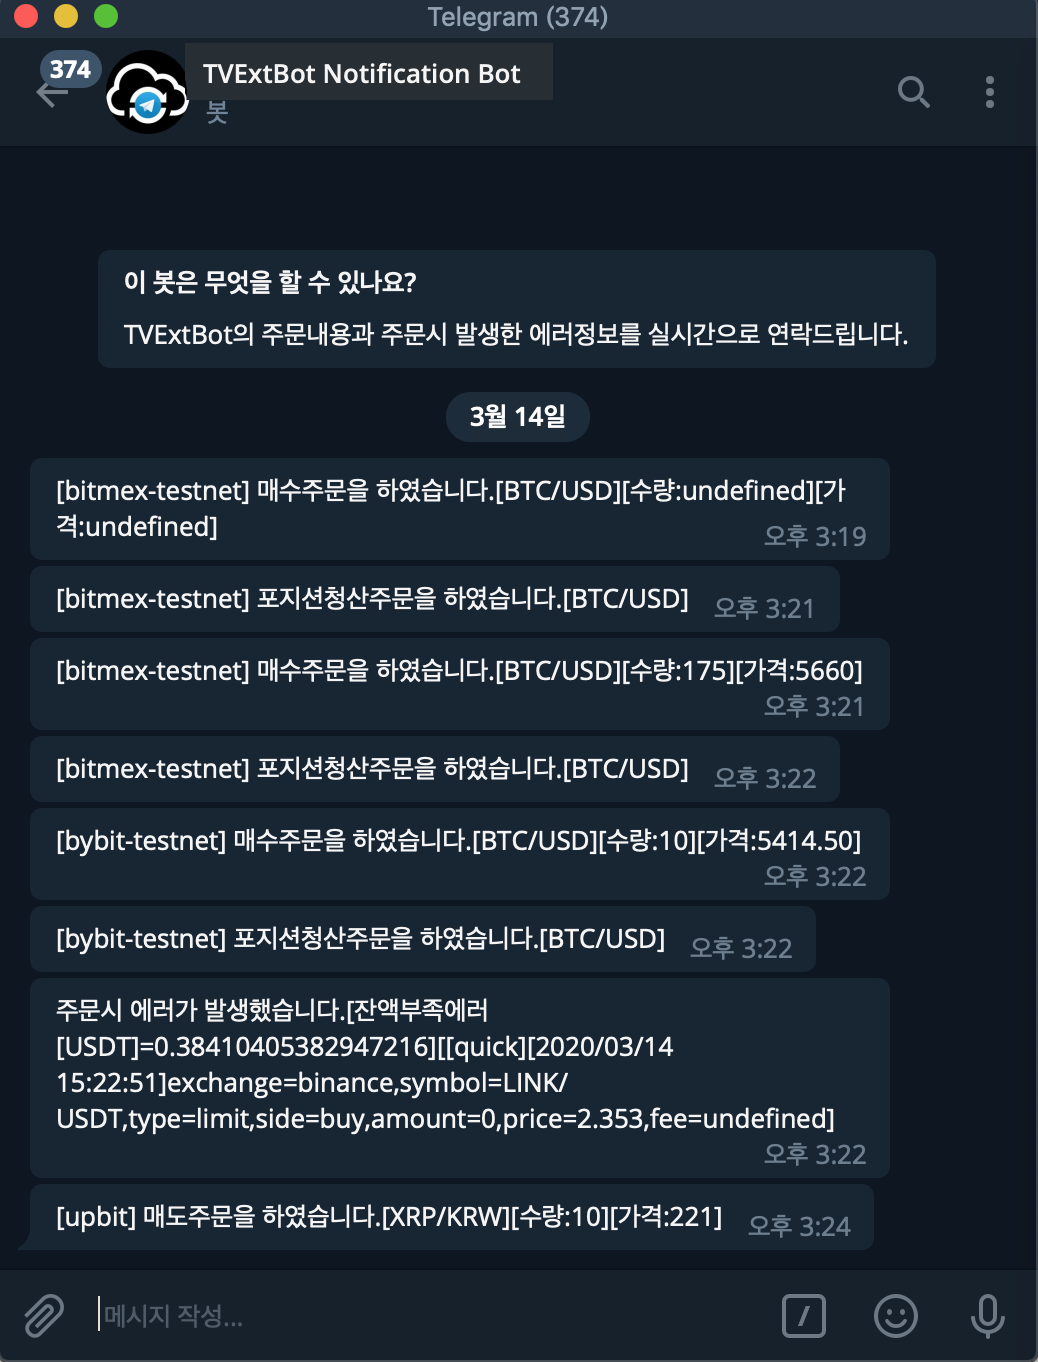 Telegram (374)
374
TVExtBot Notification Bot
봇
이 봇은 무엇을 할 수 있나요?
TVExtBot의 주문내용과 주문시 발생한 에러정보를 실시간으로 연락드립니다.
3월 14일
[bitmex-testnet] 매수주문을 하였습니다.[BTC/USD][수량:undefined][가
격:undefined]
오후 3:19
[bitmex-testnet] 포지션청산주문을 하였습니다.[BTC/USD] 오후 3:21
[bitmex-testnet] 매수주문을 하였습니다.[BTC/USD][수량:175][가격:5660]
오후 3:21
[bitmex-testnet] 포지션청산주문을 하였습니다.[BTC/USD] 오후 3:22
[bybit-testnet] 매수주문을 하였습니다.[BTC/USD][수량:10][가격:5414.50]
오후 3:22
[bybit-testnet] 포지션청산주문을 하였습니다.[BTC/USD] 오후 3:22
주문시 에러가 발생했습니다.[잔액부족에러
[USDT]=0.38410405382947216][[quick][2020/03/14
15:22:51]exchange=binance,symbol=LINK/
USDT,type=limit,side=buy,amount=0,price=2.353,fee=undefined]
오후 3:22
[upbit] 매도주문을 하였습니다.[XRP/KRW][수량:10][가격:221] 오후 3:24
메시지 작성...